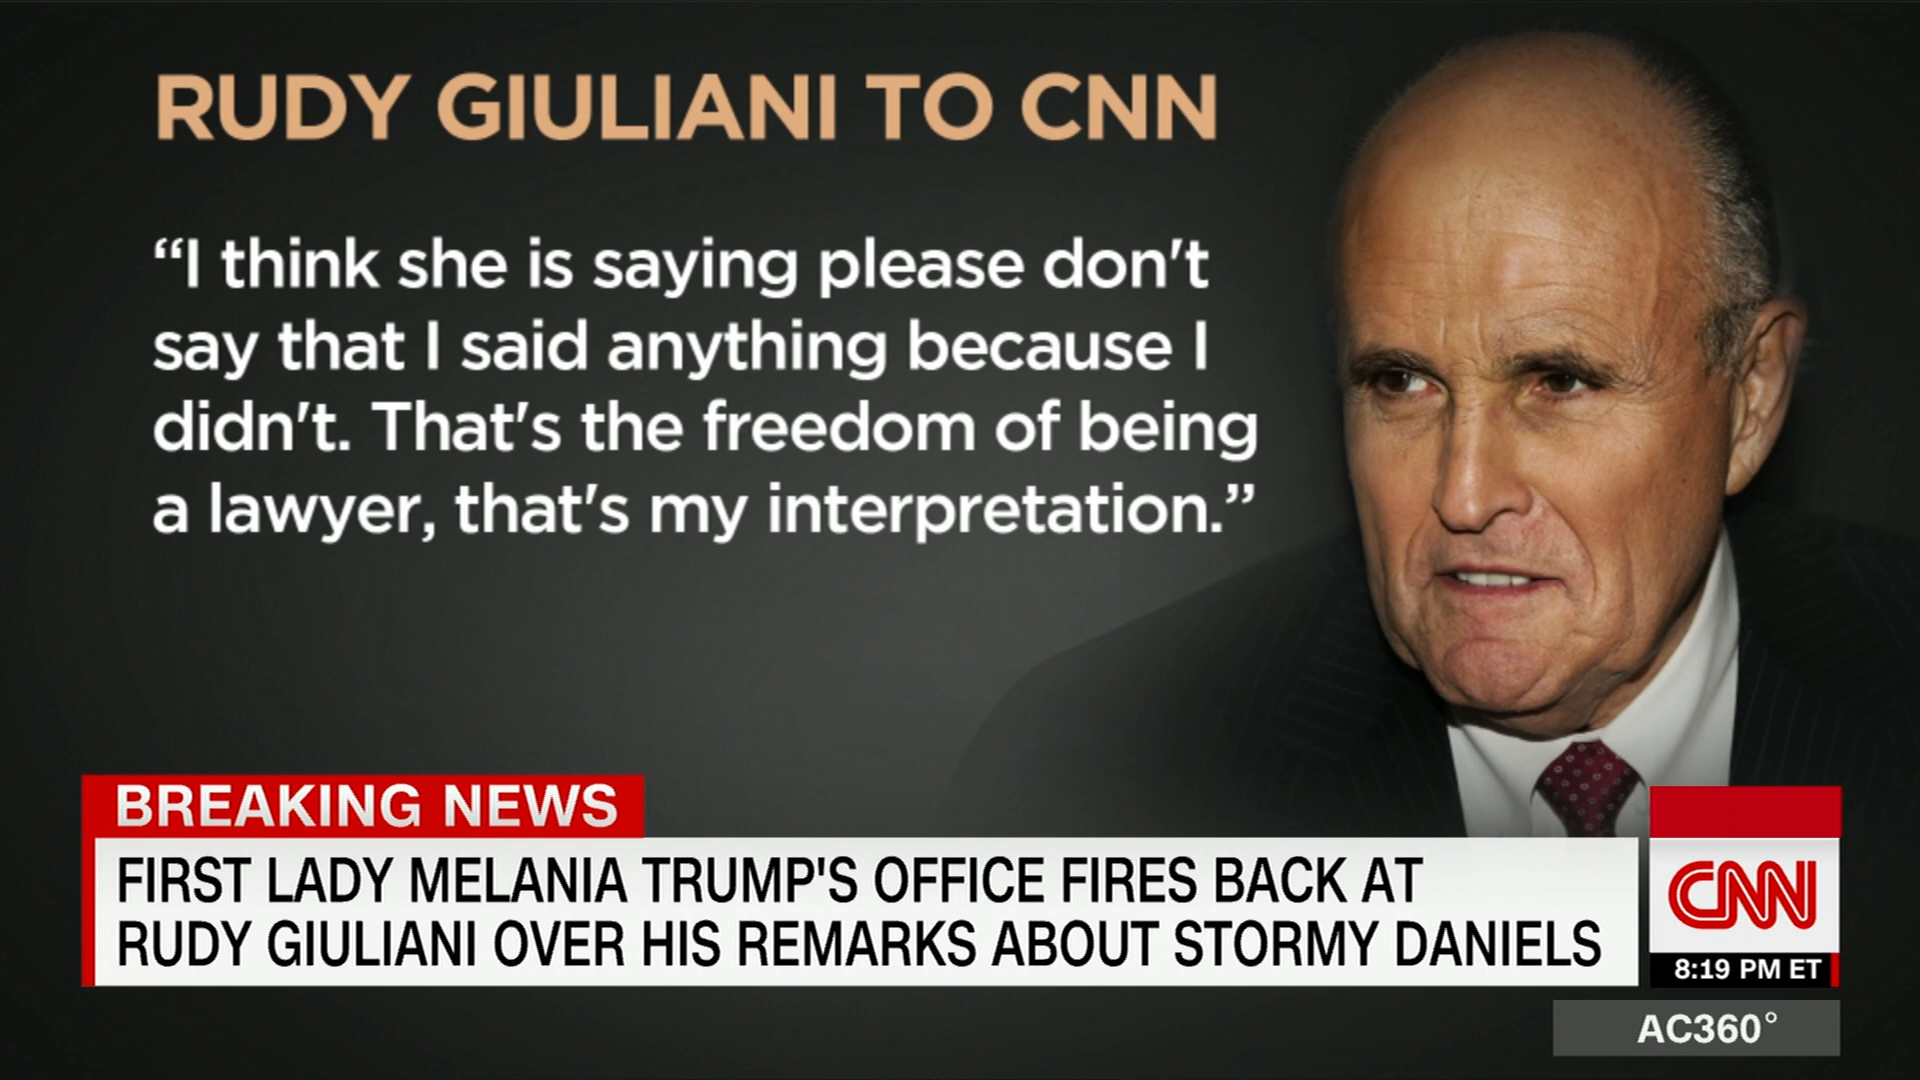 RUDY GIULIANI TO CNN
“I think she is saying please don't
say that I said anything because I
didn't. That's the freedom of being
a lawyer, that's my interpretation.”
BREAKING NEWS
FIRST LADY MELANIA TRUMP'S OFFICE FIRES BACK AT
RUDY GIULIANI OVER HIS REMARKS ABOUT STORMY DANIELS
CNN
8:19 PM ET
AC360°